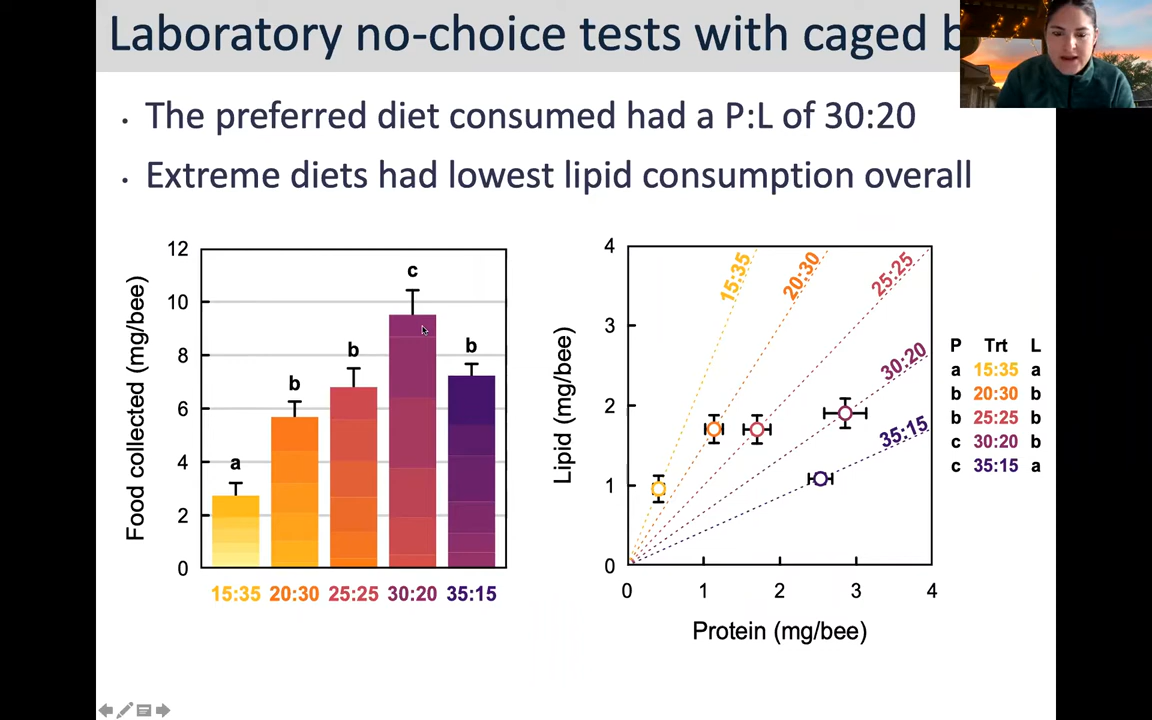 Laboratory no-choice tests with caged b
• The preferred diet consumed had a P:L of 30:20
• Extreme diets had lowest lipid consumption overall
Food collected (mg/bee)
12
10
8
6
4
2
0
a
b
b
c
b
15:35 20:30 25:25 30:20 35:15
Lipid (mg/bee)
4
3
2
1
0
15:35
20:30
25:25
30:20
35:15
0 1 2 3 4
Protein (mg/bee)
P Trt L
a 15:35 a
b 20:30 b
b 25:25 b
c 30:20 b
c 35:15 a